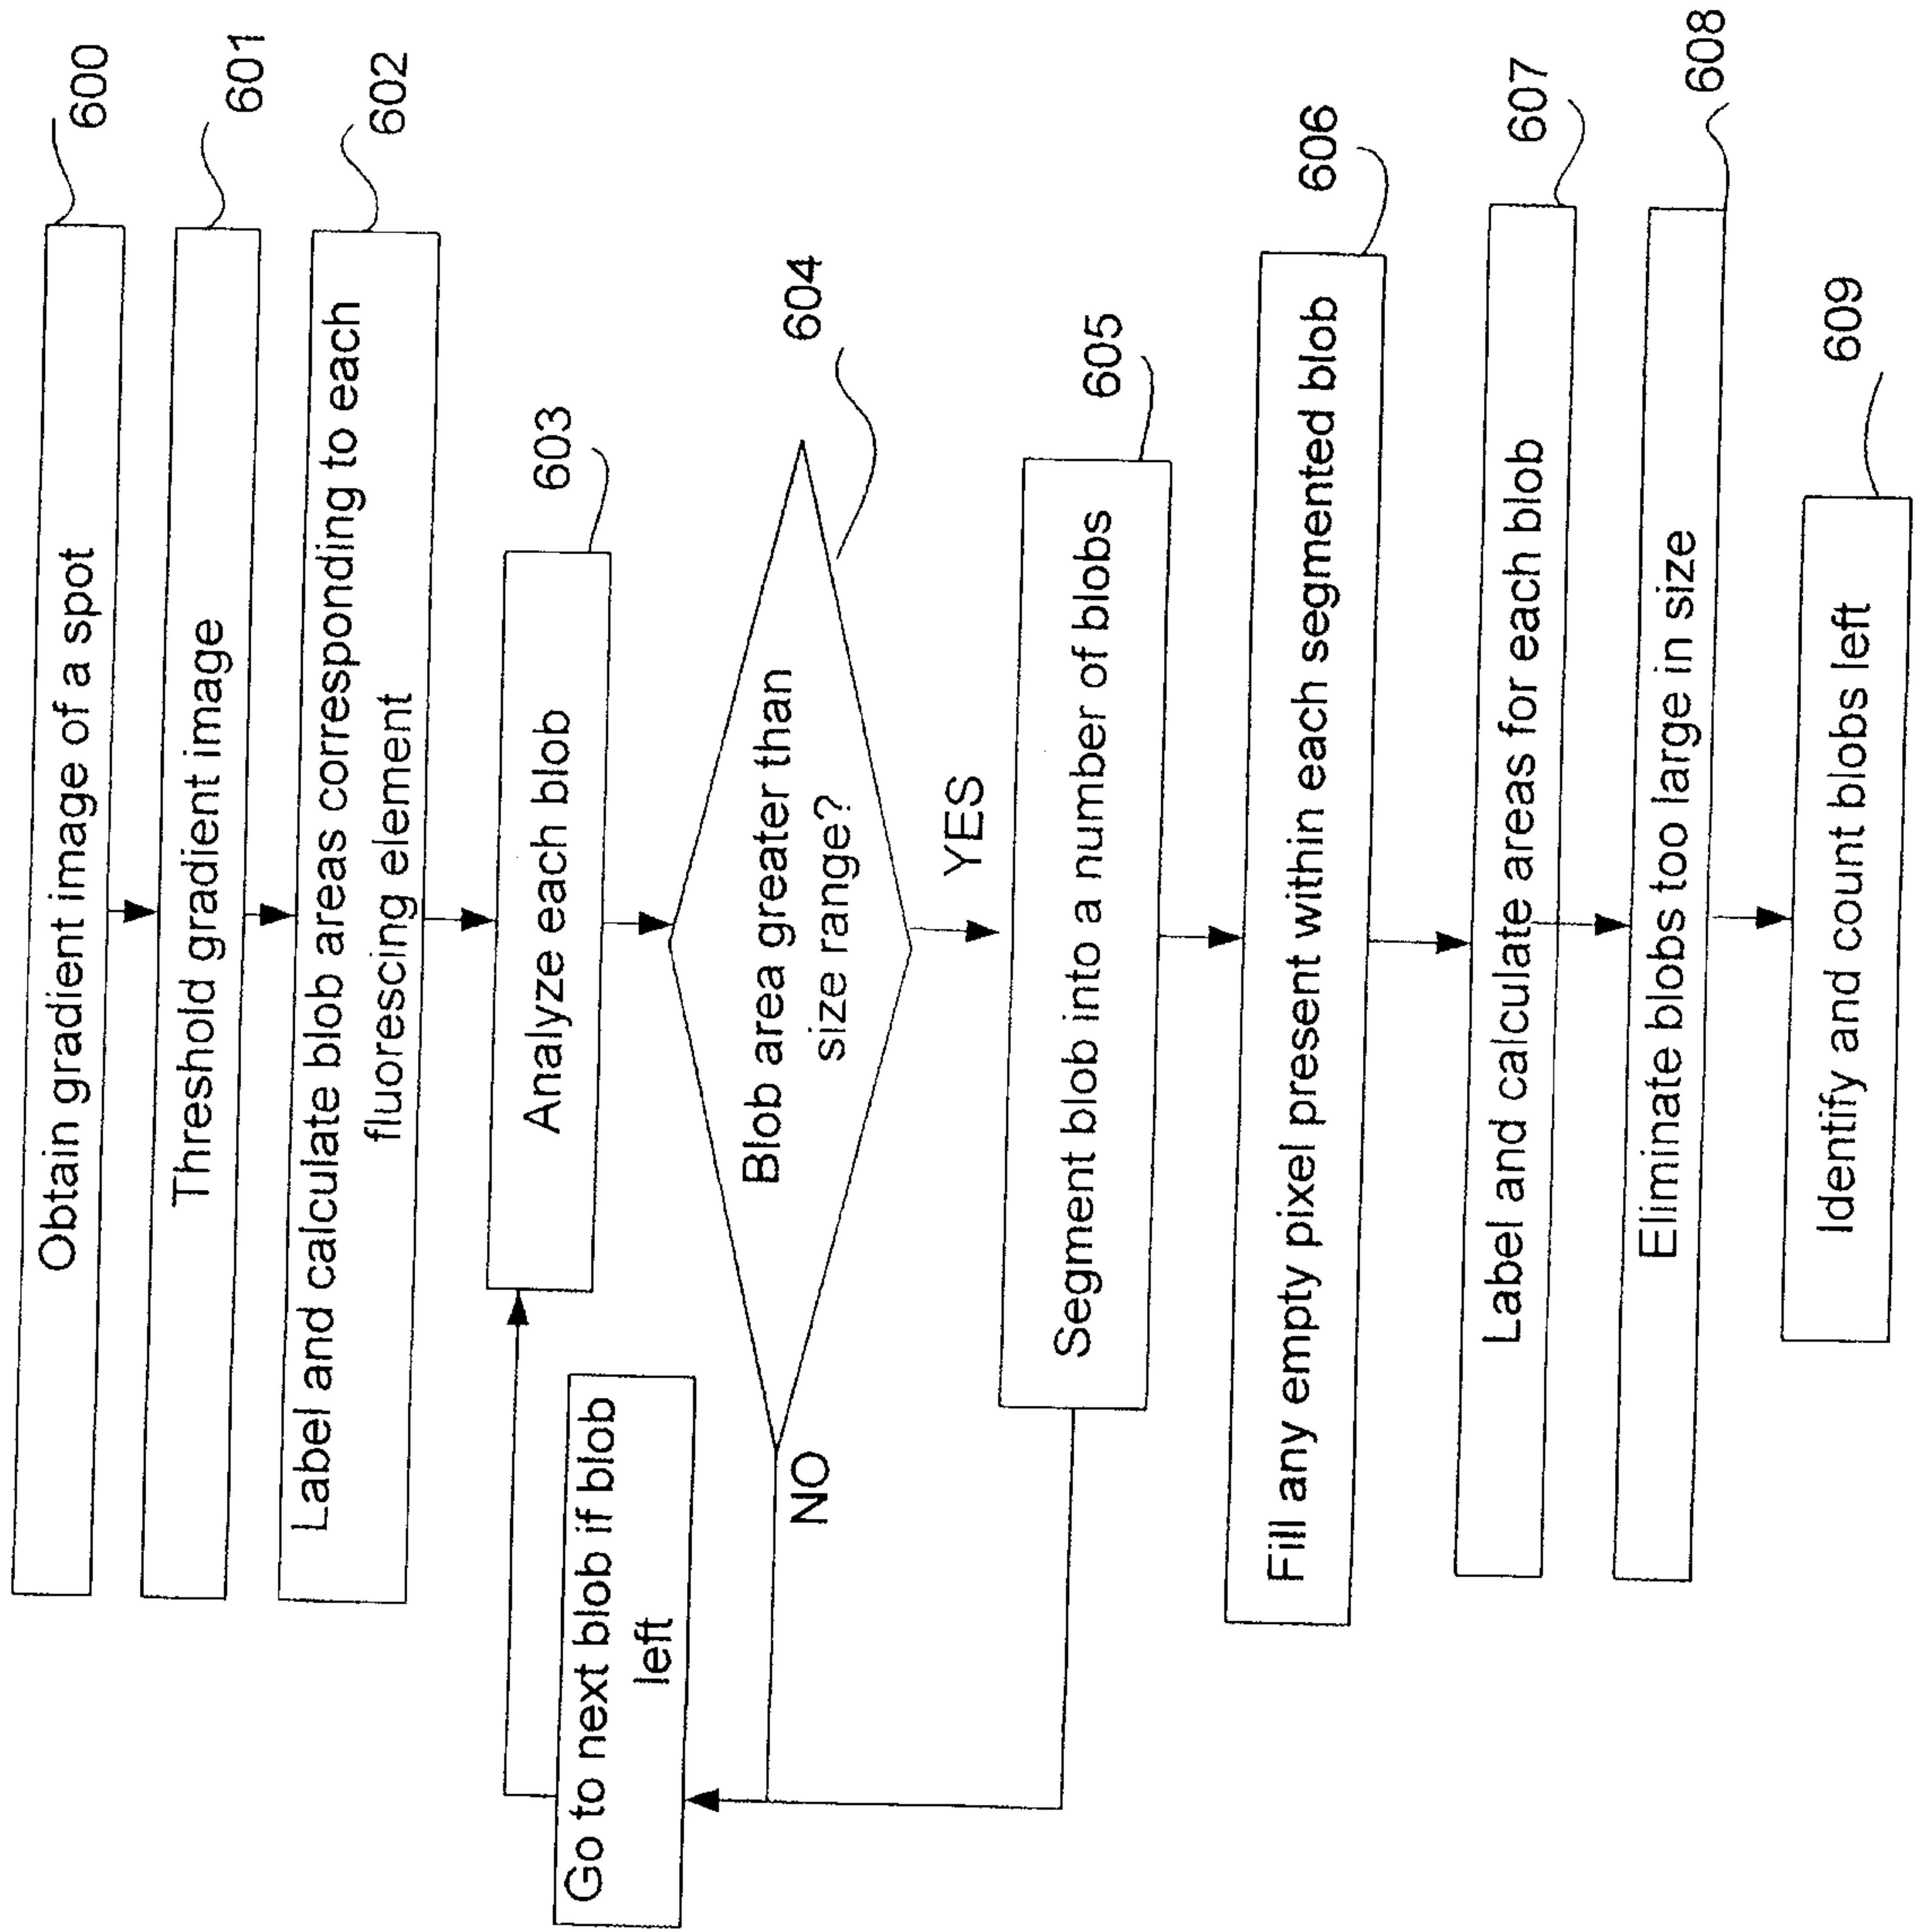 Obtain gradient image of a spot
600
Threshold gradient image
601
Label and calculate blob areas corresponding to each
fluorescing element
602
Analyze each blob
603
Go to next blob if blob
left
Blob area greater than
size range?
604
NO
YES
Segment blob into a number of blobs
605
Fill any empty pixel present within each segmented blob
606
Label and calculate areas for each blob
607
Eliminate blobs too large in size
608
Identify and count blobs left
609